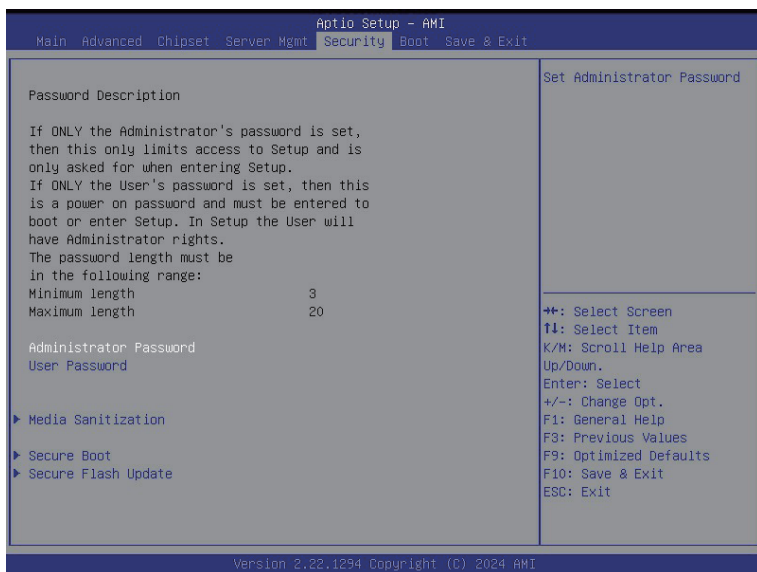 Aptio Setup - AMI
Main Advanced Chipset Server Mgmt Security Boot Save & Exit
Password Description
If ONLY the Administrator's password is set,
then this only limits access to Setup and is
only asked for when entering Setup.
If ONLY the User's password is set, then this
is a power on password and must be entered to
boot or enter Setup. In Setup the User will
have Administrator rights.
The password length must be
in the following range:
Minimum length 3
Maximum length 20
Administrator Password
User Password
▶ Media Sanitization
▶ Secure Boot
▶ Secure Flash Update
Set Administrator Password
→←: Select Screen
↑↓: Select Item
K/M: Scroll Help Area
Up/Down.
Enter: Select
+/-: Change Opt.
F1: General Help
F3: Previous Values
F9: Optimized Defaults
F10: Save & Exit
ESC: Exit
Version 2.22.1294 Copyright (C) 2024 AMI